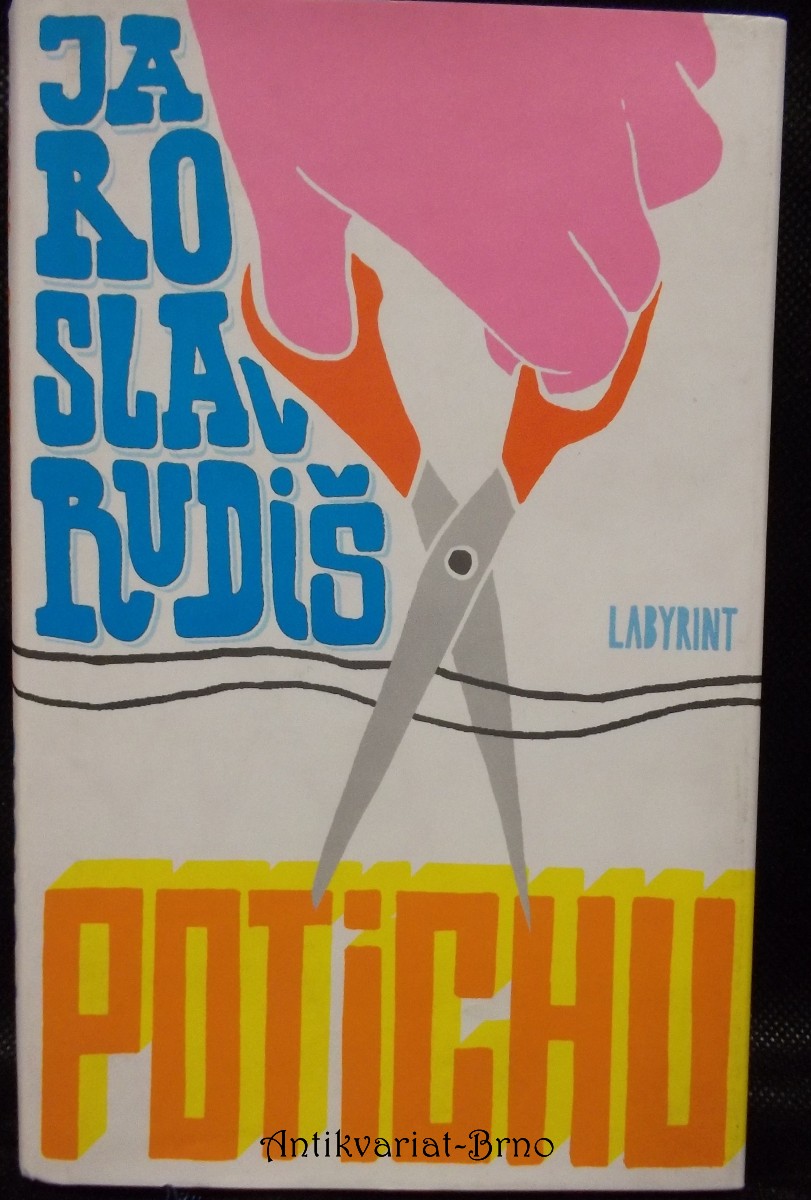 JA
RO
SLAV
RUDiŠ
LABYRINT
POTiCHU
Antikvariat-Brno